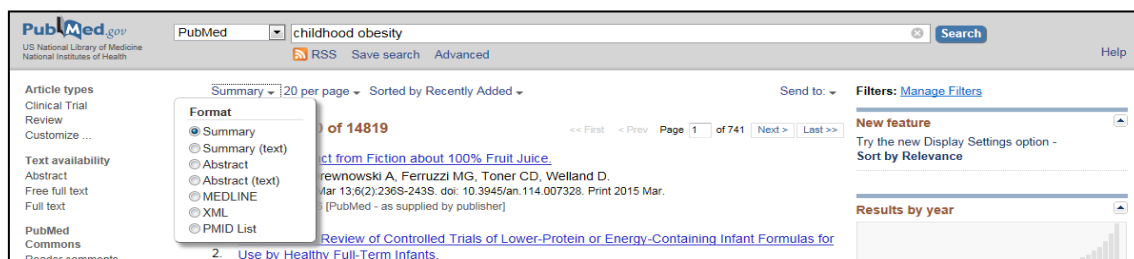 PubMed.gov
US National Library of Medicine
National Institutes of Health
PubMed
childhood obesity
Search
RSS Save search Advanced
Help
Article types
Clinical Trial
Review
Customize ...
Text availability
Abstract
Free full text
Full text
PubMed
Commons
Reader comments
Summary 20 per page Sorted by Recently Added
Send to:
Format
Summary
Summary (text)
Abstract
Abstract (text)
MEDLINE
XML
PMID List
of 14819
<< First < Prev Page 1 of 741 Next > Last >>
ct from Fiction about 100% Fruit Juice.
rewnowski A, Ferruzzi MG, Toner CD, Welland D.
Mar 13;6(2):236S-243S. doi: 10.3945/an.114.007328. Print 2015 Mar.
[PubMed - as supplied by publisher]
Review of Controlled Trials of Lower-Protein or Energy-Containing Infant Formulas for
2. Use by Healthy Full-Term Infants.
Filters: Manage Filters
New feature
Try the new Display Settings option -
Sort by Relevance
Results by year